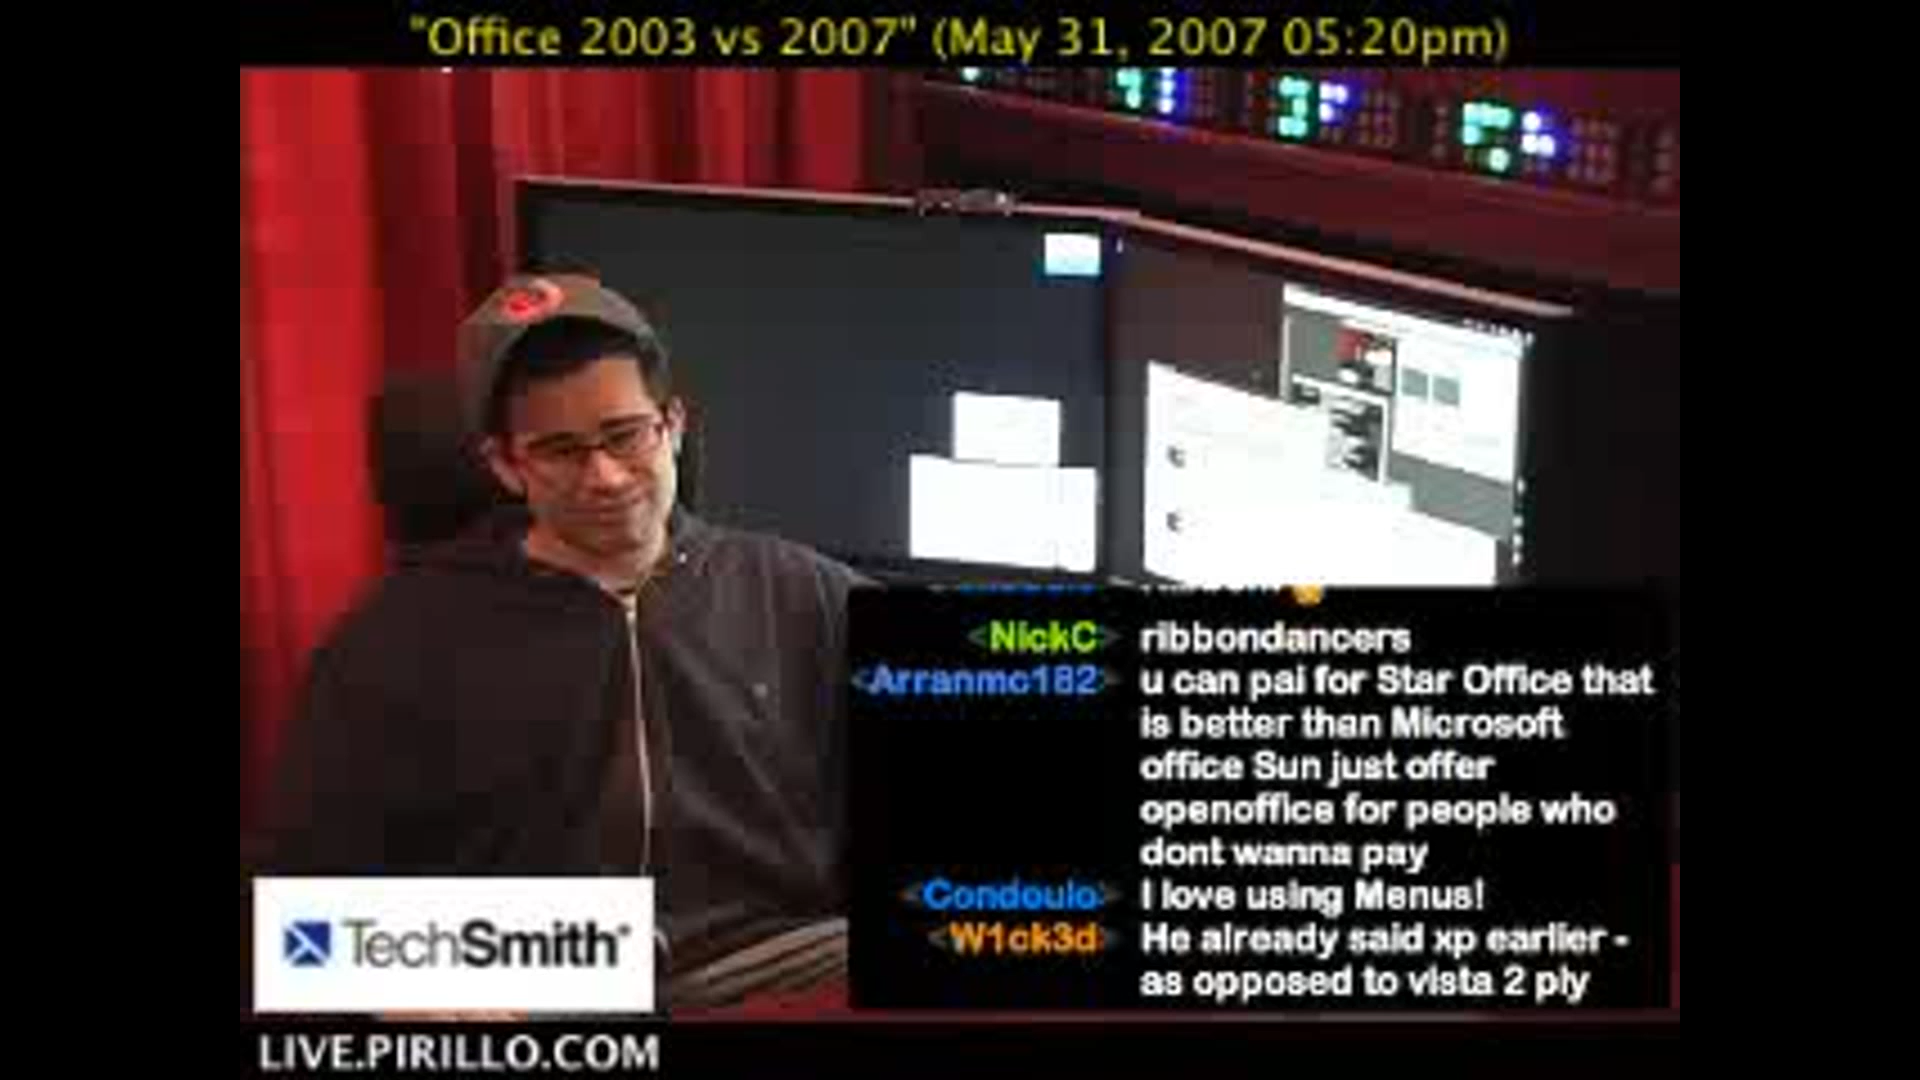 "Office 2003 vs 2007" (May 31, 2007 05:20pm)
<NickC> ribbondancers
<Arranmc182> u can pai for Star Office that
is better than Microsoft
office Sun just offer
openoffice for people who
dont wanna pay
<Condoulo> I love using Menus!
<W1ck3d> He already said xp earlier -
as opposed to vista 2 ply
TechSmith
LIVE.PIRILLO.COM